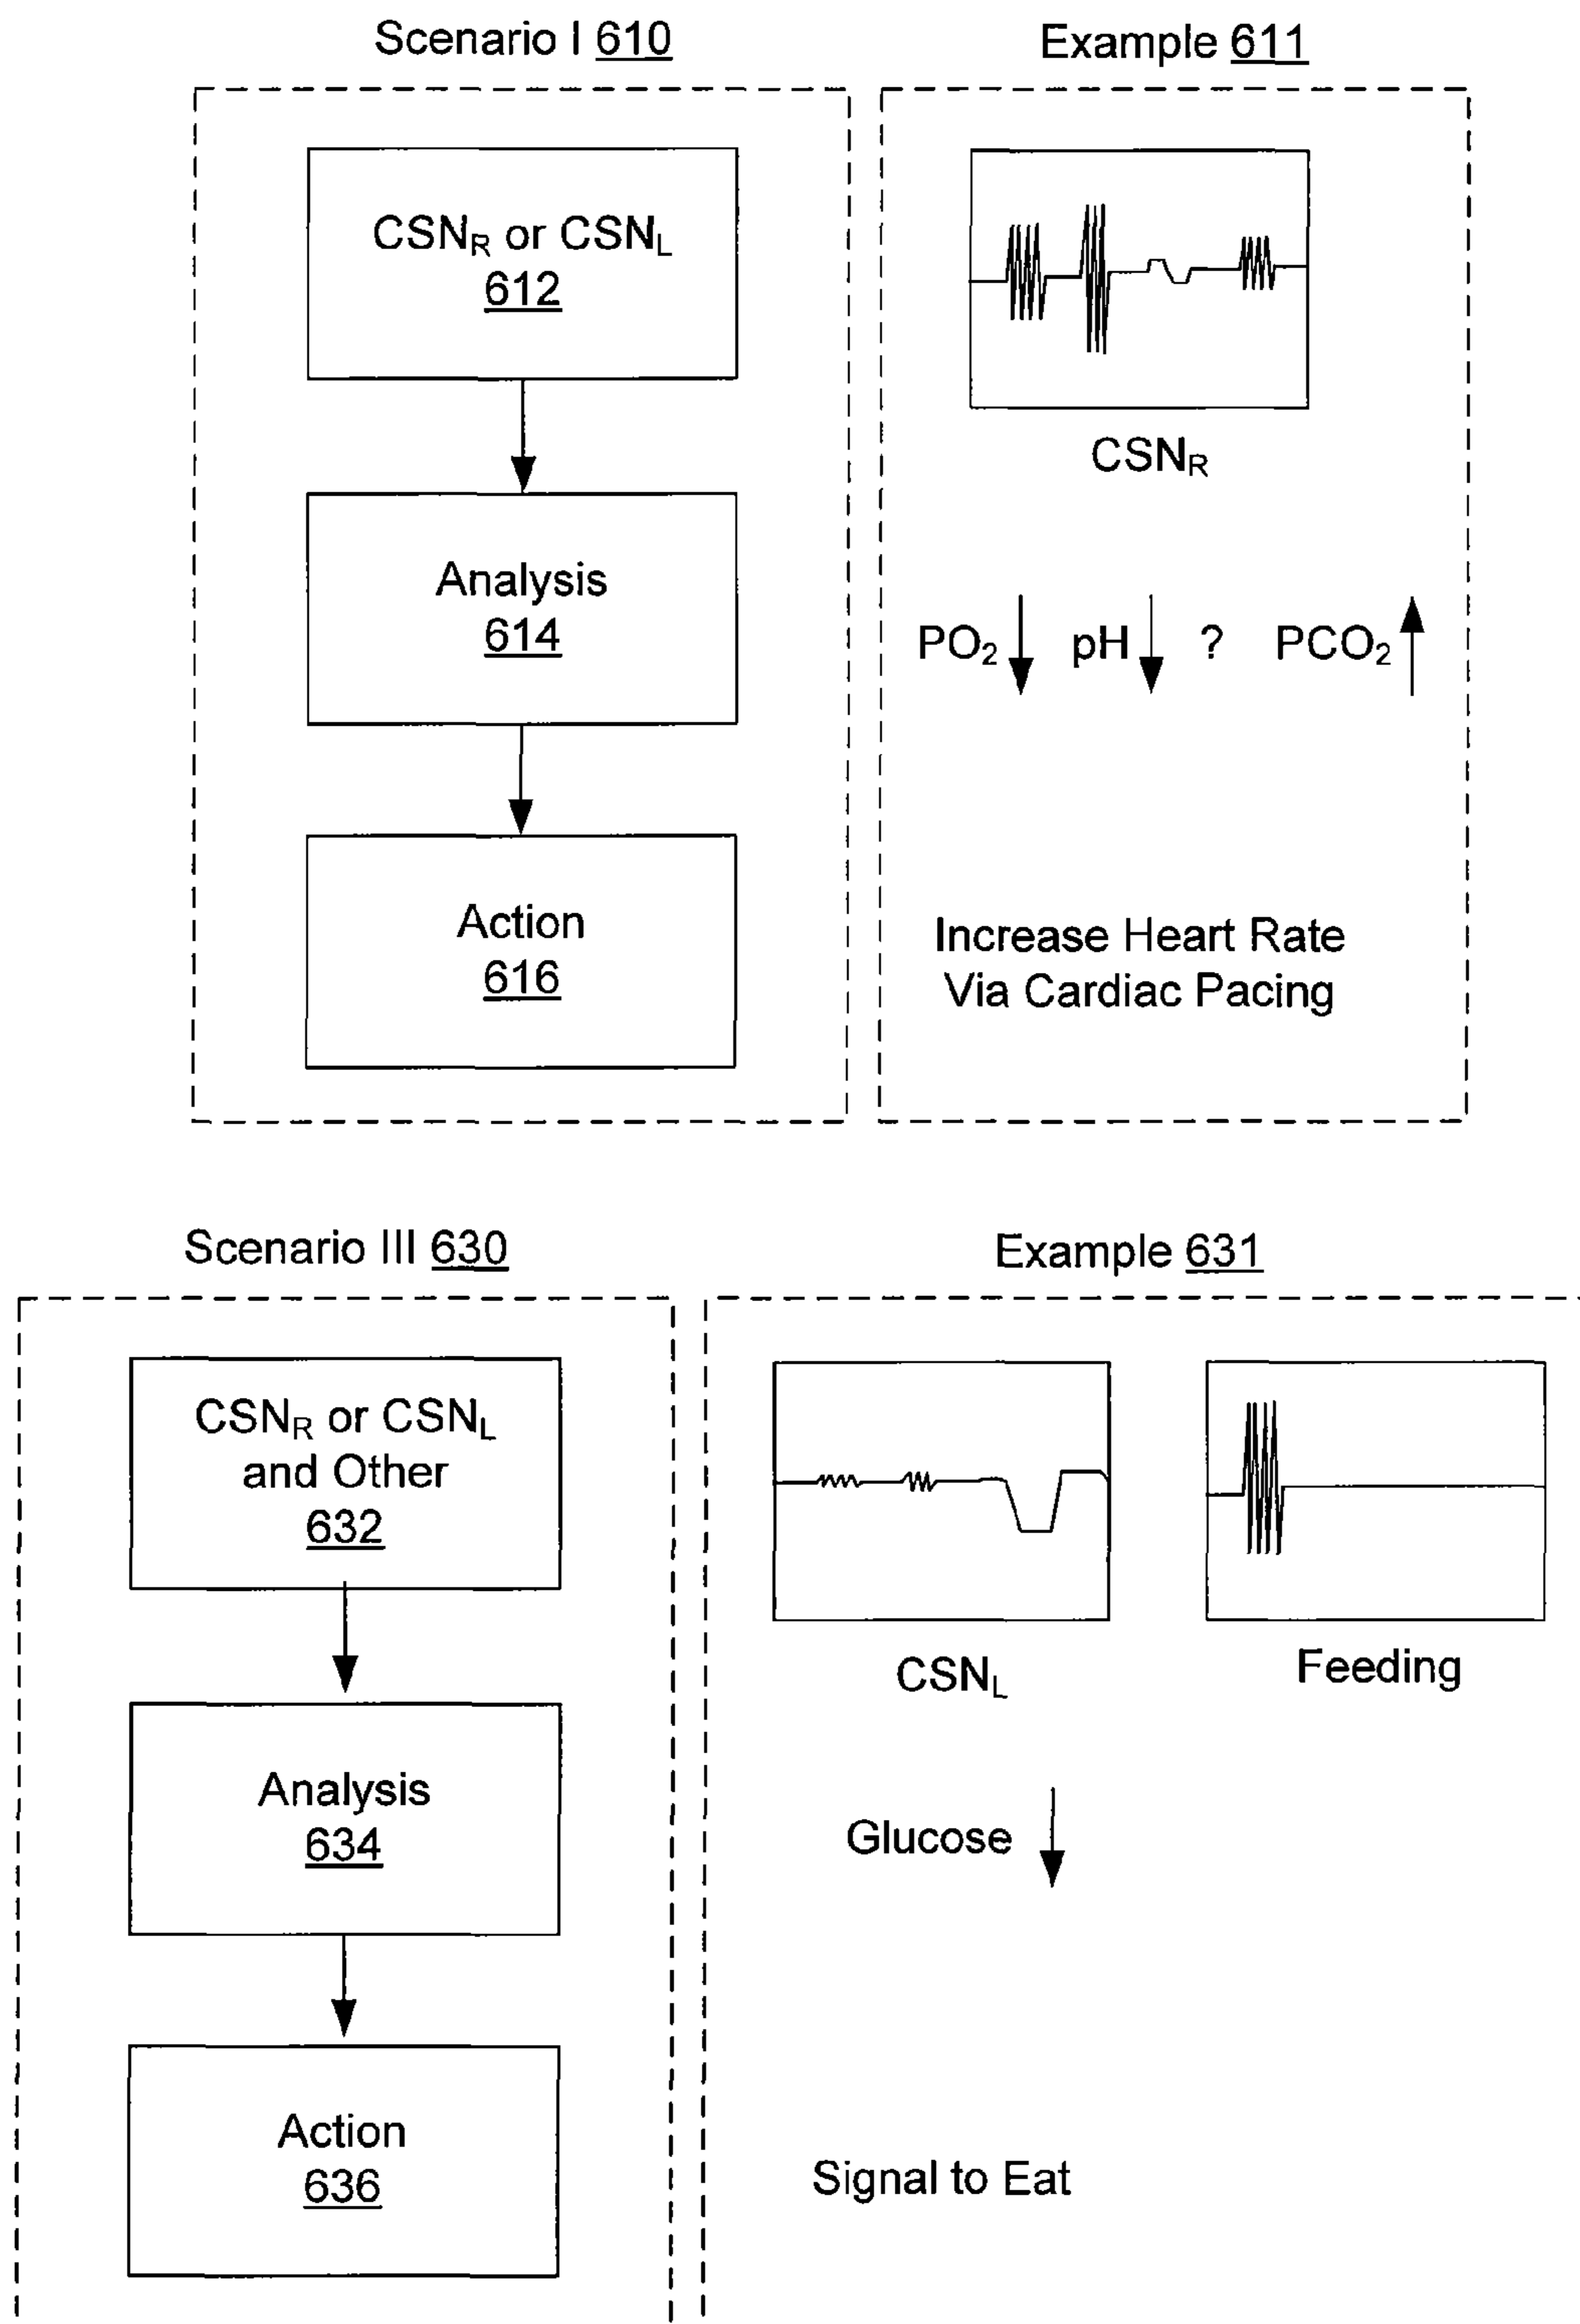 Scenario I 610
CSNR or CSNL
612
Analysis
614
Action
616
Example 611
CSNR
PO2 pH ? PCO2
Increase Heart Rate
Via Cardiac Pacing
Scenario III 630
CSNR or CSNL
and Other
632
Analysis
634
Action
636
Example 631
CSNL
Feeding
Glucose
Signal to Eat